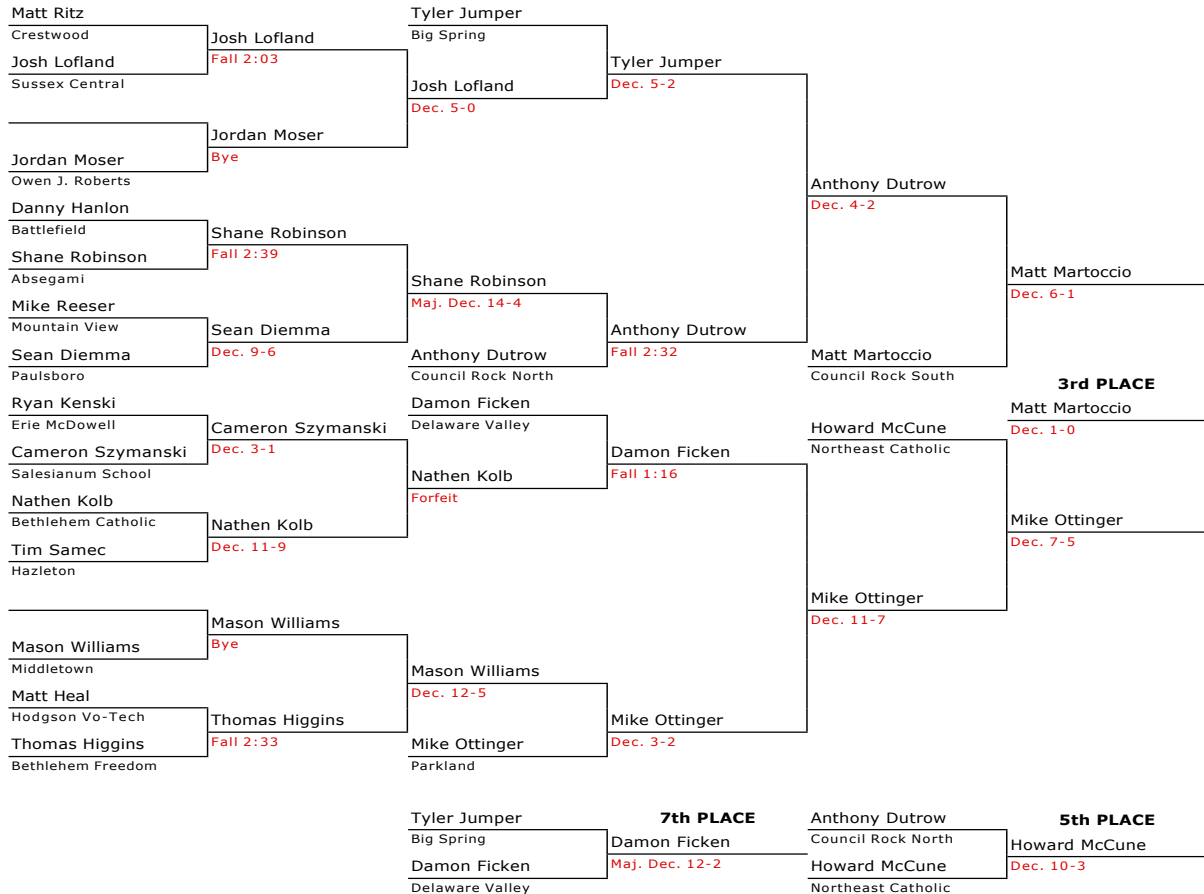 Matt Ritz
Crestwood
Josh Lofland
Sussex Central
Jordan Moser
Owen J. Roberts
Danny Hanlon
Battlefield
Shane Robinson
Absegami
Mike Reeser
Mountain View
Sean Diemma
Paulsboro
Ryan Kenski
Erie McDowell
Cameron Szymanski
Salesianum School
Nathen Kolb
Bethlehem Catholic
Tim Samec
Hazleton
Mason Williams
Middletown
Matt Heal
Hodgson Vo-Tech
Thomas Higgins
Bethlehem Freedom
Josh Lofland
Fall 2:03
Jordan Moser
Bye
Shane Robinson
Fall 2:39
Sean Diemma
Dec. 9-6
Cameron Szymanski
Dec. 3-1
Nathen Kolb
Dec. 11-9
Mason Williams
Bye
Thomas Higgins
Fall 2:33
Tyler Jumper
Big Spring
Josh Lofland
Dec. 5-0
Shane Robinson
Maj. Dec. 14-4
Anthony Dutrow
Council Rock North
Damon Ficken
Delaware Valley
Nathen Kolb
Forfeit
Mason Williams
Dec. 12-5
Mike Ottinger
Parkland
Tyler Jumper
Dec. 5-2
Anthony Dutrow
Fall 2:32
Damon Ficken
Fall 1:16
Mike Ottinger
Dec. 3-2
Anthony Dutrow
Dec. 4-2
Matt Martoccio
Council Rock South
Howard McCune
Northeast Catholic
Mike Ottinger
Dec. 11-7
Matt Martoccio
Dec. 6-1
3rd PLACE
Matt Martoccio
Dec. 1-0
Mike Ottinger
Dec. 7-5
Tyler Jumper
Big Spring
Damon Ficken
Delaware Valley
7th PLACE
Damon Ficken
Maj. Dec. 12-2
Anthony Dutrow
Council Rock North
Howard McCune
Northeast Catholic
5th PLACE
Howard McCune
Dec. 10-3